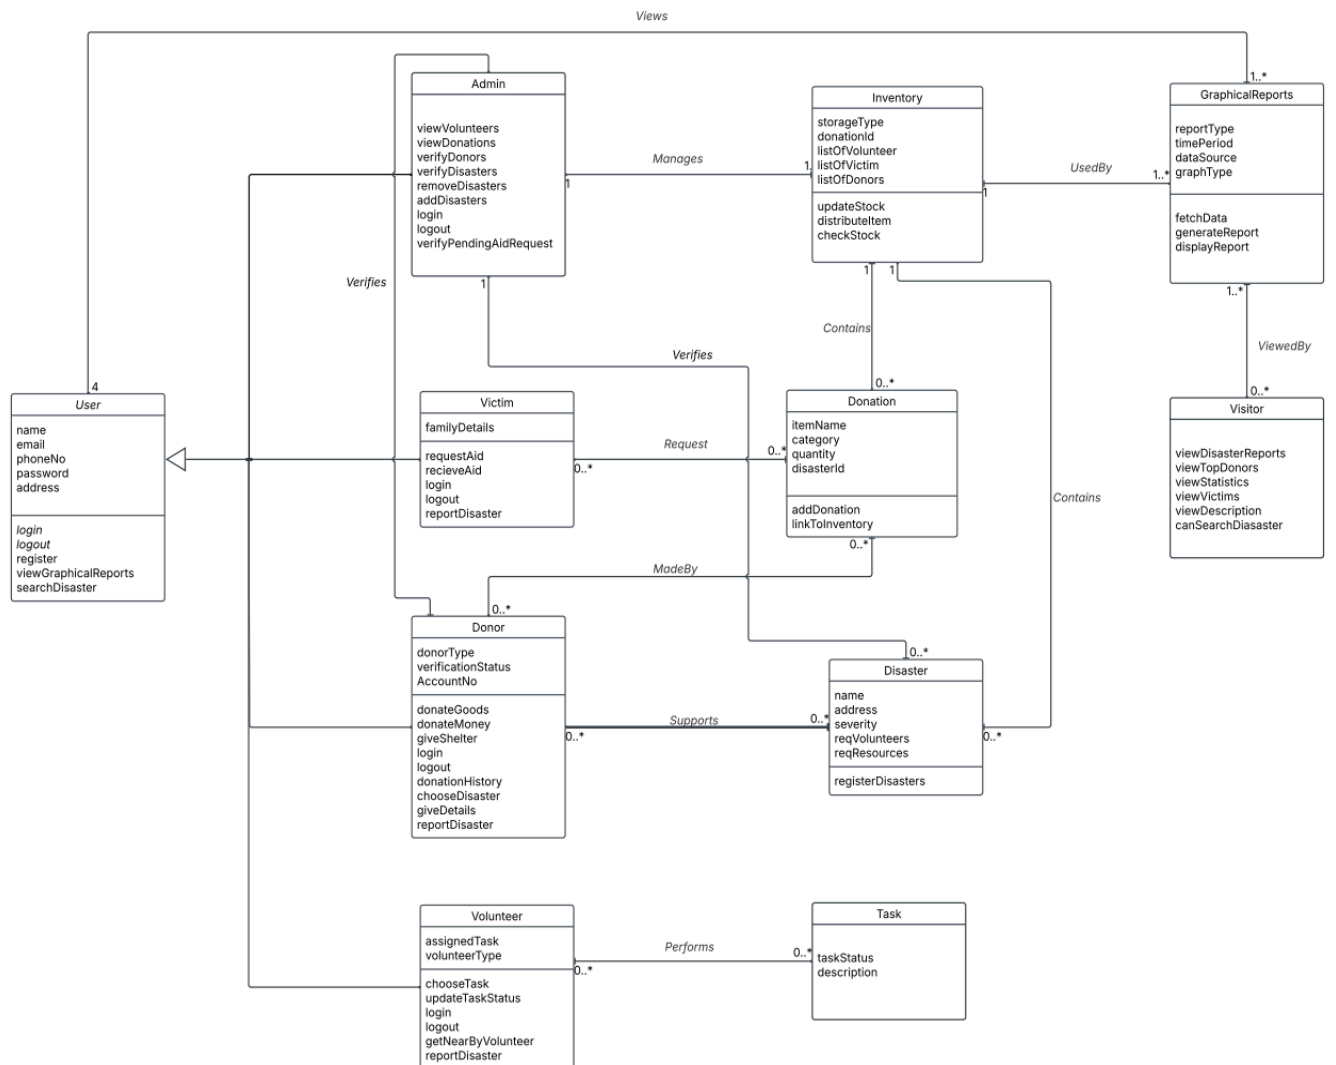 Views
Admin
viewVolunteers
viewDonations
verifyDonors
verifyDisasters
removeDisasters
addDisasters
login
logout
verifyPendingAidRequest
1
1
Manages
1.
Inventory
storageType
donationId
listOfVolunteer
listOfVictim
listOfDonors
updateStock
distributeItem
checkStock
1
1
1
UsedBy
1..*
1..*
GraphicalReports
reportType
timePeriod
dataSource
graphType
fetchData
generateReport
displayReport
1..*
ViewedBy
0..*
Visitor
viewDisasterReports
viewTopDonors
viewStatistics
viewVictims
viewDescription
canSearchDiasaster
Verifies
Verifies
Contains
Contains
4
User
name
email
phoneNo
password
address
login
logout
register
viewGraphicalReports
searchDisaster
Victim
familyDetails
requestAid
recieveAid
login
logout
reportDisaster
0..*
Request
0..*
0..*
Donation
itemName
category
quantity
disasterId
addDonation
linkToInventory
0..*
MadeBy
0..*
Donor
donorType
verificationStatus
AccountNo
donateGoods
donateMoney
giveShelter
login
logout
donationHistory
chooseDisaster
giveDetails
reportDisaster
0..*
Supports
0..*
0..*
Disaster
name
address
severity
reqVolunteers
reqResources
registerDisasters
0..*
Volunteer
assignedTask
volunteerType
chooseTask
updateTaskStatus
login
logout
getNearByVolunteer
reportDisaster
0..*
Performs
0..*
Task
taskStatus
description